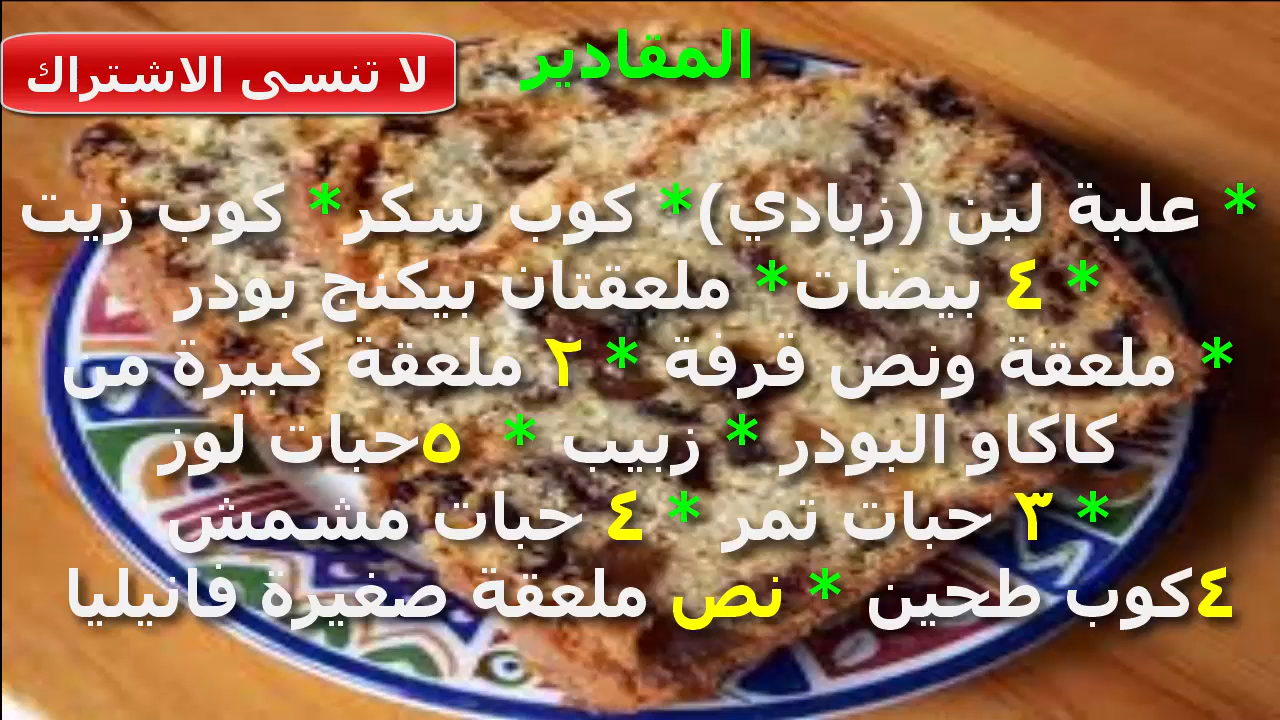 المقادير
لا تنسى الاشتراك
* علبة لبن (زبادي)* كوب سكر* كوب زيت
* ٤ بيضات* ملعقتان بيكنج بودر
* ملعقة ونص قرفة * ٢ ملعقة كبيرة من
كاكاو البودر* زبيب * ٥حبات لوز
* ٣ حبات تمر * ٤ حبات مشمش
٤كوب طحين * نص ملعقة صغيرة فانيليا